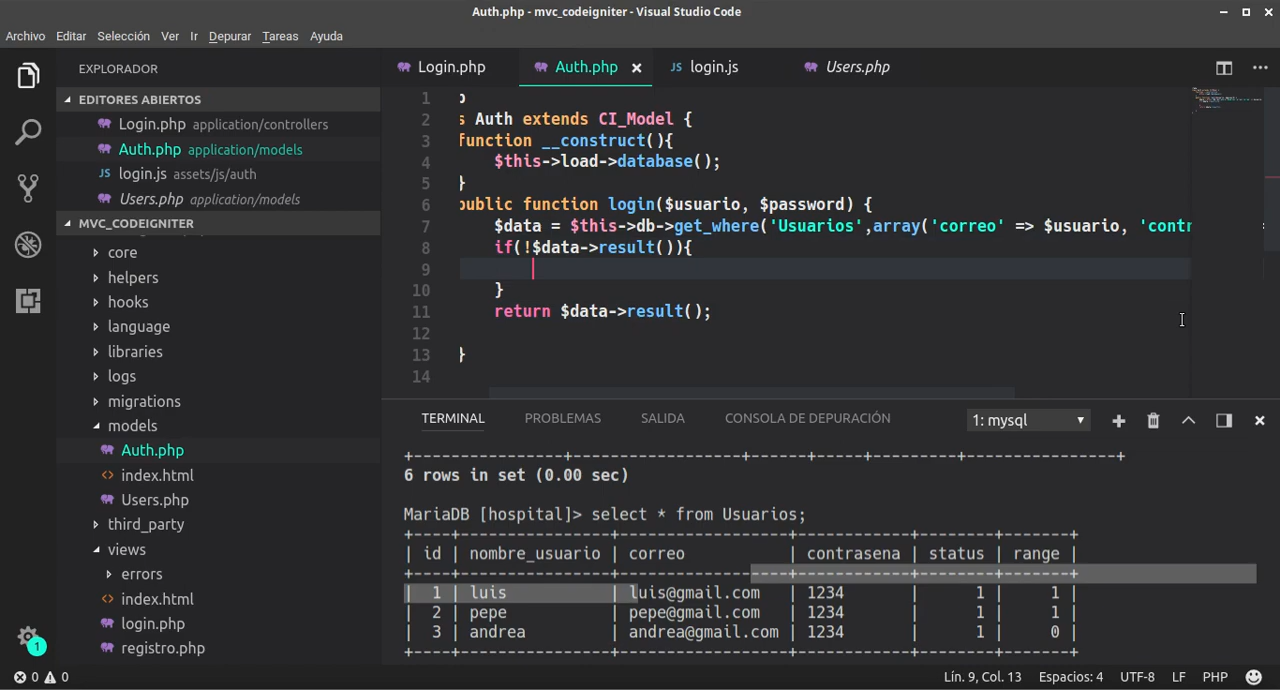 Auth.php - mvc_codeigniter - Visual Studio Code
Archivo Editar Selección Ver Ir Depurar Tareas Ayuda
EXPLORADOR
EDITORES ABIERTOS
Login.php application/controllers
Auth.php application/models
JS login.js assets/js/auth
Users.php application/models
MVC_CODEIGNITER
core
helpers
hooks
language
libraries
logs
migrations
models
Auth.php
<> index.html
Users.php
third_party
views
errors
<> index.html
login.php
registro.php
1
Login.php Auth.php JS login.js Users.php
1 p
2 s Auth extends CI_Model {
3 function __construct(){
4 $this->load->database();
5 }
6 public function login($usuario, $password) {
7 $data = $this->db->get_where('Usuarios',array('correo' => $usuario, 'contr
8 if(!$data->result()){
9
10 }
11 return $data->result();
12
13 }
14
TERMINAL PROBLEMAS SALIDA CONSOLA DE DEPURACIÓN 1: mysql
+----------------+------------------+------+-----+---------+----------------+
6 rows in set (0.00 sec)
MariaDB [hospital]> select * from Usuarios;
+----+----------------+------------------+------------+--------+-------+
| id | nombre_usuario | correo | contrasena | status | range |
+----+----------------+------------------+------------+--------+-------+
| 1 | luis | luis@gmail.com | 1234 | 1 | 1 |
| 2 | pepe | pepe@gmail.com | 1234 | 1 | 1 |
| 3 | andrea | andrea@gmail.com | 1234 | 1 | 0 |
+----+----------------+------------------+------------+--------+-------+
0 0 Lín. 9, Col. 13 Espacios: 4 UTF-8 LF PHP